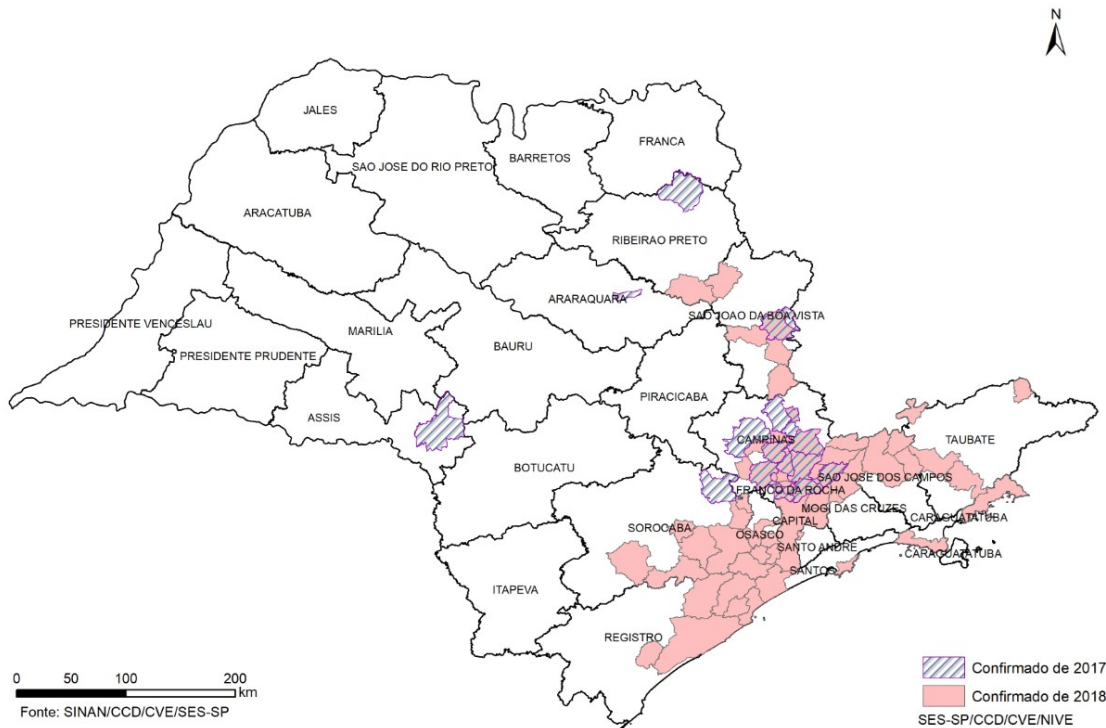 N
JALES
SAO JOSE DO RIO PRETO
BARRETOS
FRANCA
ARACATUBA
RIBEIRAO PRETO
ARARAQUARA
SAO JOAO DA BOA VISTA
PRESIDENTE VENCESLAU
MARILIA
BAURU
PRESIDENTE PRUDENTE
PIRACICABA
ASSIS
CAMPINAS
TAUBATE
BOTUCATU
SAO JOSE DOS CAMPOS
FRANCO DA ROCHA
MOGI DAS CRUZES
CARAGUATATUBA
SOROCABA
CAPITAL
OSASCO
SANTO ANDRE
CARAGUATATUBA
SANTOS
ITAPEVA
REGISTRO
0 50 100 200
km
Fonte: SINAN/CCD/CVE/SES-SP
Confirmado de 2017
Confirmado de 2018
SES-SP/CCD/CVE/NIVE